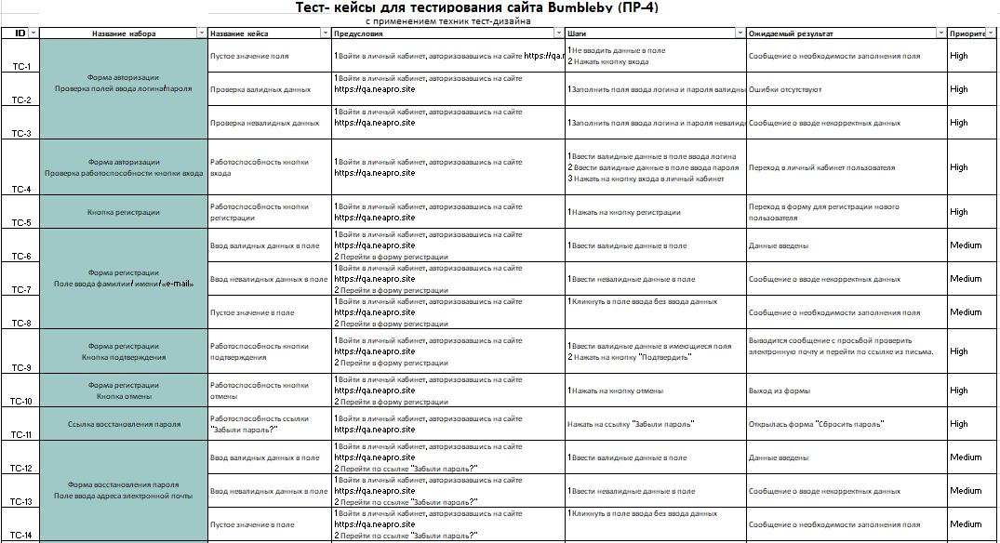 Тест- кейсы для тестирования сайта Bumbleby (ПР-4)
с применением техник тест-дизайна
ID Название набора Название кейса Предусловия Шаги Ожидаемый результат Приорите
TC-1
Форма авторизации
Проверка полей ввода логина/пароля
Пустое значение поля
1 Войти в личный кабинет, авторизовавшись на сайте https://qa.r
1 Не вводить данные в поле
2 Нажать кнопку входа
Сообщение о необходимости заполнения поля
High
TC-2
Проверка валидных данных
1 Войти в личный кабинет, авторизовавшись на сайте
https://qa.neapro.site
1 Заполнить поля ввода логина и пароля валидны
Ошибки отсутствуют
High
TC-3
Проверка невалидных данных
1 Войти в личный кабинет, авторизовавшись на сайте
https://qa.neapro.site
1 Заполнить поля ввода логина и пароля невалидн
Сообщение о вводе некорректных данных
High
TC-4
Форма авторизации
Проверка работоспособности кнопки входа
Работоспособность кнопки
входа
1 Войти в личный кабинет, авторизовавшись на сайте
https://qa.neapro.site
1 Ввести валидные данные в поле ввода логина
2 Ввести валидные данные в поле ввода пароля
3 Нажать на кнопку входа в личный кабинет
Переход в личный кабинет пользователя
High
TC-5
Кнопка регистрации
Работоспособность кнопки
регистрации
1 Войти в личный кабинет, авторизовавшись на сайте
https://qa.neapro.site
1 Нажать на кнопку регистрации
Переход в форму для регистрации нового
пользователя
High
TC-6
Форма регистрации
Поле ввода фамилии/ имени/«e-mail»
Ввод валидных данных в поле
1 Войти в личный кабинет, авторизовавшись на сайте
https://qa.neapro.site
2 Перейти в форму регистрации
1 Ввести валидные данные в поле
Данные введены
Medium
TC-7
Ввод невалидных данных в поле
1 Войти в личный кабинет, авторизовавшись на сайте
https://qa.neapro.site
2 Перейти в форму регистрации
1 Ввести невалидные данные в поле
Сообщение о вводе некорректных данных
Medium
TC-8
Пустое значение в поле
1 Войти в личный кабинет, авторизовавшись на сайте
https://qa.neapro.site
2 Перейти в форму регистрации
1 Кликнуть в поле ввода без ввода данных
Сообщение о необходимости заполнения поля
Medium
TC-9
Форма регистрации
Кнопка подтверждения
Работоспособность кнопки
подтверждения
1 Войти в личный кабинет, авторизовавшись на сайте
https://qa.neapro.site
2 Перейти в форму регистрации
1 Ввести валидные данные в имеющиеся поля
2 Нажать на кнопку "Подтвердить"
Выводится сообщение с просьбой проверить
электронную почту и перейти по ссылке из письма.
High
TC-10
Форма регистрации
Кнопка отмены
Работоспособность кнопки
отмены
1 Войти в личный кабинет, авторизовавшись на сайте
https://qa.neapro.site
2 Перейти в форму регистрации
1 Нажать на кнопку отмены
Выход из формы
High
TC-11
Ссылка восстановления пароля
Работоспособность ссылки
"Забыли пароль?"
1 Войти в личный кабинет, авторизовавшись на сайте
https://qa.neapro.site
Нажать на ссылку "Забыли пароль"
Открылась форма "Сбросить пароль"
High
TC-12
Форма восстановления пароля
Поле ввода адреса электронной почты
Ввод валидных данных в поле
1 Войти в личный кабинет, авторизовавшись на сайте
https://qa.neapro.site
2 Перейти по ссылке "Забыли пароль?"
1 Ввести валидные данные в поле
Данные введены
Medium
TC-13
Ввод невалидных данных в поле
1 Войти в личный кабинет, авторизовавшись на сайте
https://qa.neapro.site
2 Перейти по ссылке "Забыли пароль?"
1 Ввести невалидные данные в поле
Сообщение о вводе некорректных данных
Medium
TC-14
Пустое значение в поле
1 Войти в личный кабинет, авторизовавшись на сайте
https://qa.neapro.site
2 Перейти по ссылке "Забыли пароль?"
1 Кликнуть в поле ввода без ввода данных
Сообщение о необходимости заполнения поля
Medium